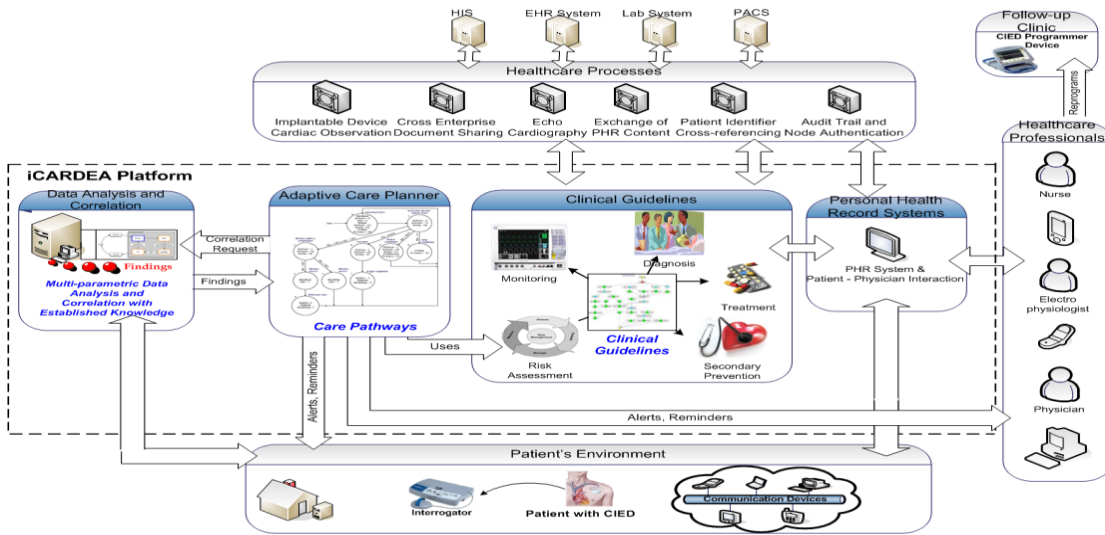 HIS
EHR System
Lab System
PACS
Follow-up
Clinic
CIED Programmer
Device
Healthcare Processes
Implantable Device
Cardiac Observation
Cross Enterprise
Document Sharing
Echo
Cardiography
Exchange of
PHR Content
Patient Identifier
Cross-referencing
Audit Trail and
Node Authentication
Reprograms
Healthcare
Professionals
Nurse
Electro
physiologist
Physician
iCARDEA Platform
Data Analysis and
Correlation
Findings
Multi-parametric Data
Analysis and
Correlation with
Established Knowledge
Correlation
Request
Findings
Adaptive Care Planner
Care Pathways
Uses
Clinical Guidelines
Monitoring
Diagnosis
Treatment
Clinical
Guidelines
Risk
Assessment
Secondary
Prevention
Personal Health
Record Systems
PHR System &
Patient - Physician Interaction
Alerts, Reminders
Alerts, Reminders
Patient's Environment
Interrogator
Patient with CIED
Communication Devices